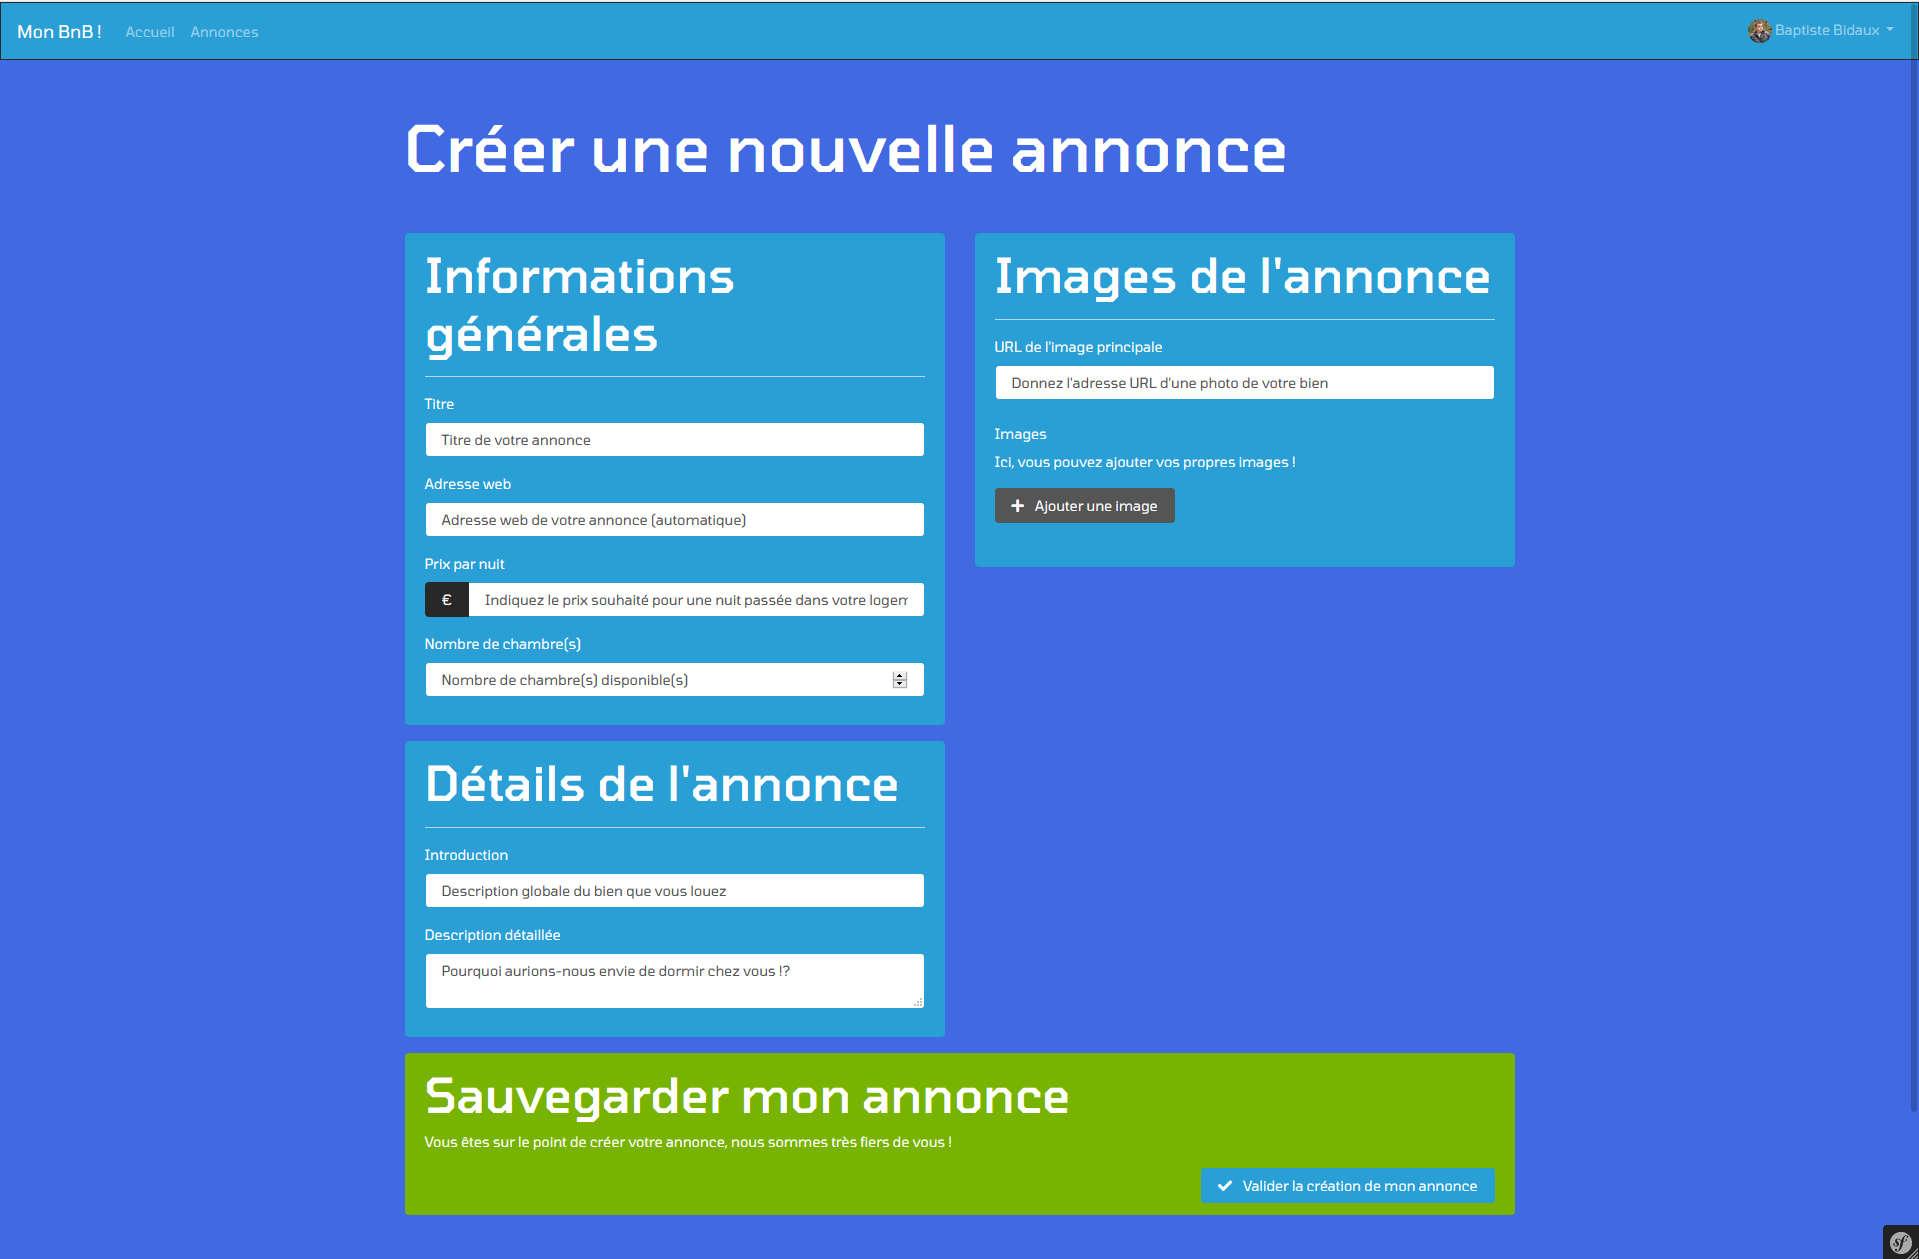 Mon BnB ! Accueil Annonces Baptiste Bidaux
Créer une nouvelle annonce
Informations
générales
Titre
Titre de votre annonce
Adresse web
Adresse web de votre annonce (automatique)
Prix par nuit
€ Indiquez le prix souhaité pour une nuit passée dans votre logem
Nombre de chambre(s)
Nombre de chambre(s) disponible(s)
Images de l'annonce
URL de l'image principale
Donnez l'adresse URL d'une photo de votre bien
Images
Ici, vous pouvez ajouter vos propres images !
Ajouter une image
Détails de l'annonce
Introduction
Description globale du bien que vous louez
Description détaillée
Pourquoi aurions-nous envie de dormir chez vous !?
Sauvegarder mon annonce
Vous êtes sur le point de créer votre annonce, nous sommes très fiers de vous !
Valider la création de mon annonce
sf